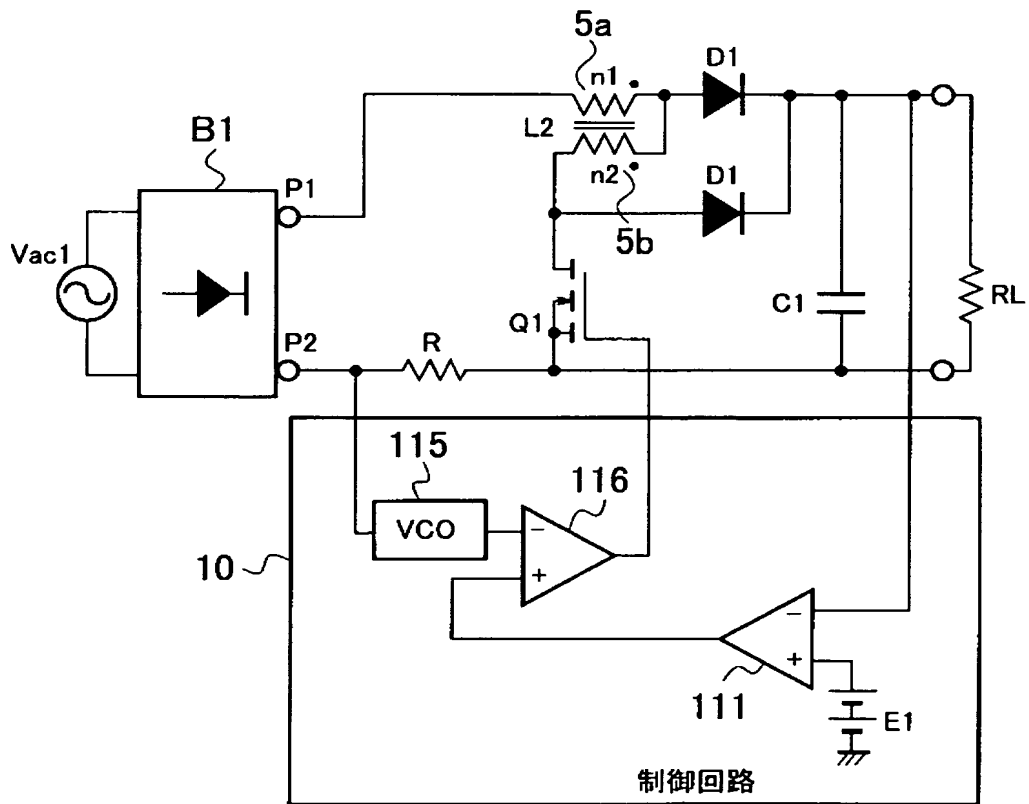 5a
n1
D1
B1
L2
P1
n2
D1
5b
Vac1
Q1
C1
RL
P2
R
115
116
VCO
−
+
10
−
+
111
E1
制御回路